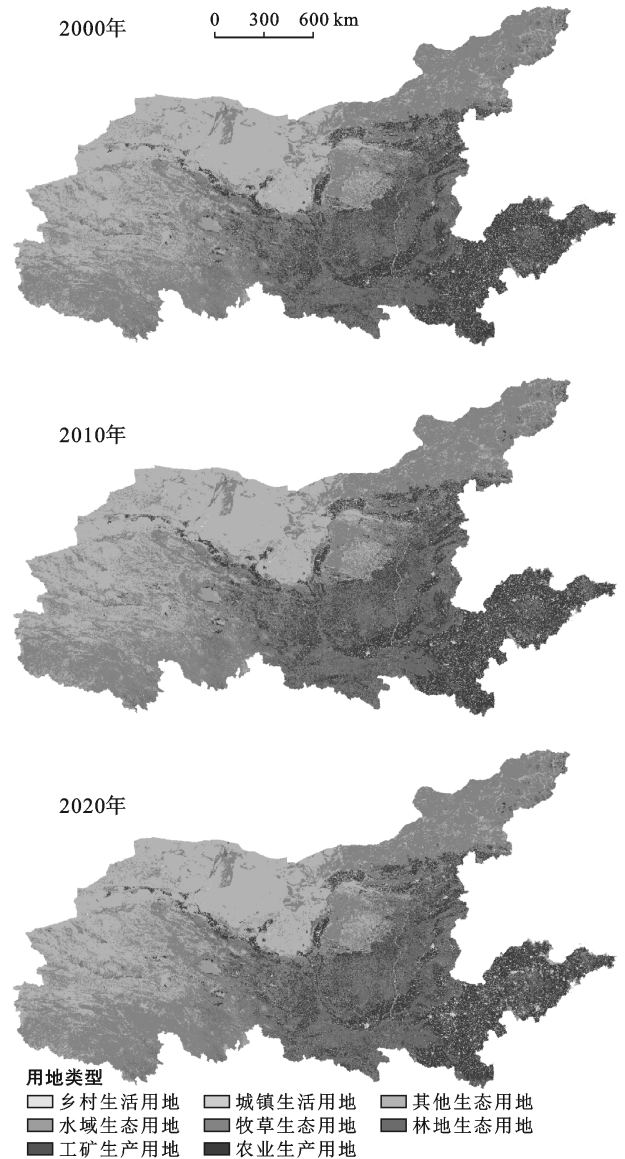 2000年
0 300 600 km
2010年
2020年
用地类型
乡村生活用地 城镇生活用地 其他生态用地
水域生态用地 牧草生态用地 林地生态用地
工矿生产用地 农业生产用地